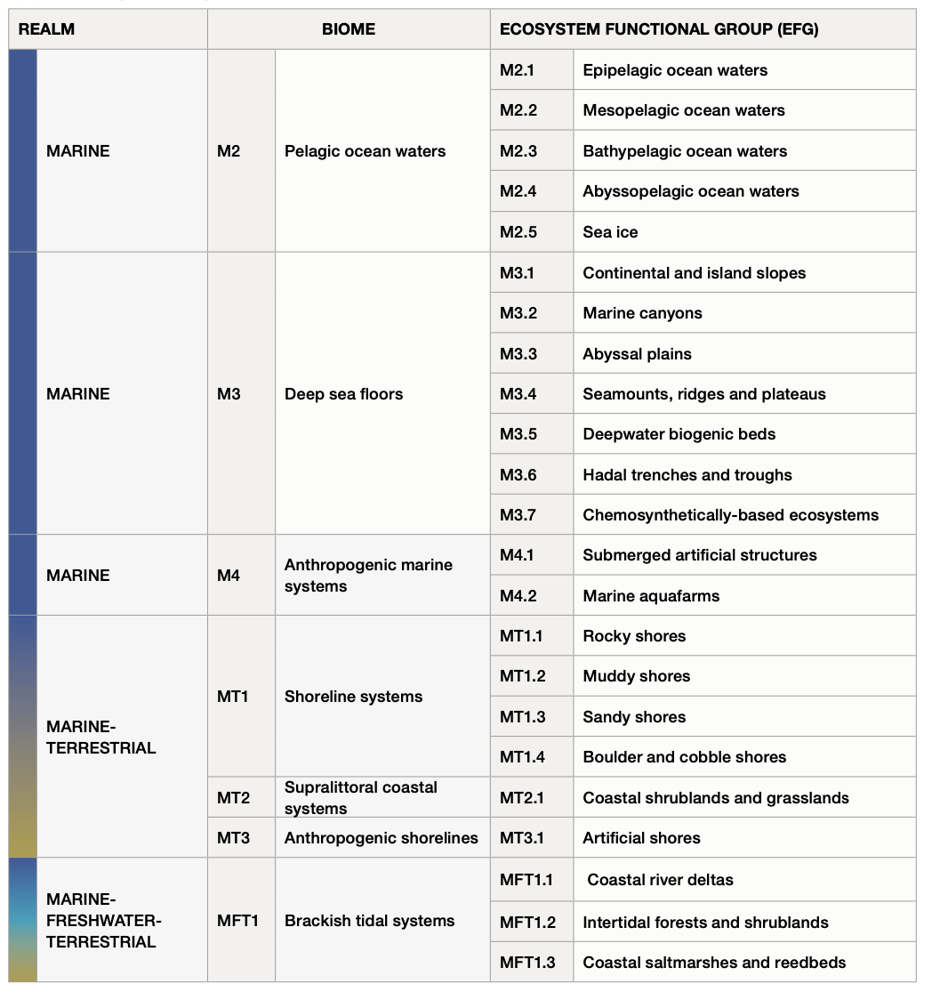 REALM BIOME ECOSYSTEM FUNCTIONAL GROUP (EFG)
MARINE M2 Pelagic ocean waters
M2.1 Epipelagic ocean waters
M2.2 Mesopelagic ocean waters
M2.3 Bathypelagic ocean waters
M2.4 Abyssopelagic ocean waters
M2.5 Sea ice
MARINE M3 Deep sea floors
M3.1 Continental and island slopes
M3.2 Marine canyons
M3.3 Abyssal plains
M3.4 Seamounts, ridges and plateaus
M3.5 Deepwater biogenic beds
M3.6 Hadal trenches and troughs
M3.7 Chemosynthetically-based ecosystems
MARINE M4 Anthropogenic marine
systems
M4.1 Submerged artificial structures
M4.2 Marine aquafarms
MARINE-
TERRESTRIAL
MT1 Shoreline systems
MT1.1 Rocky shores
MT1.2 Muddy shores
MT1.3 Sandy shores
MT1.4 Boulder and cobble shores
MT2 Supralittoral coastal
systems
MT2.1 Coastal shrublands and grasslands
MT3 Anthropogenic shorelines
MT3.1 Artificial shores
MARINE-
FRESHWATER-
TERRESTRIAL
MFT1 Brackish tidal systems
MFT1.1 Coastal river deltas
MFT1.2 Intertidal forests and shrublands
MFT1.3 Coastal saltmarshes and reedbeds